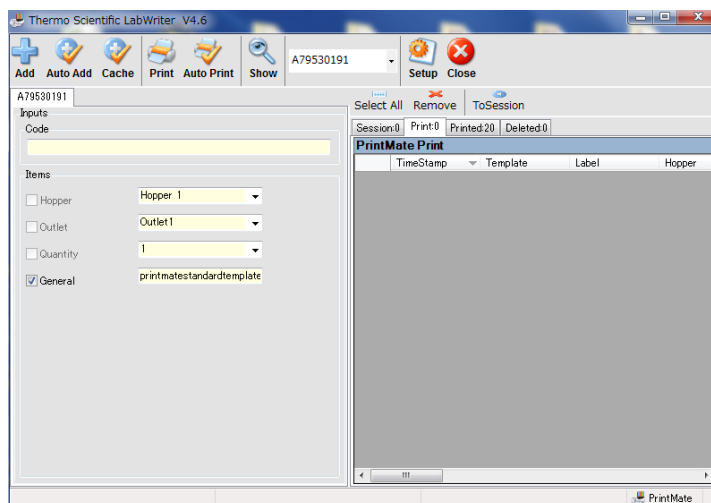 Thermo Scientific LabWriter V4.6
Add Auto Add Cache Print Auto Print Show A79530191 Setup Close
A79530191
Inputs
Code
Items
Hopper Hopper 1
Outlet Outlet1
Quantity 1
General printmatestandardtemplate
Select All Remove ToSession
Session:0 Print:0 Printed:20 Deleted:0
PrintMate Print
TimeStamp Template Label Hopper
PrintMate